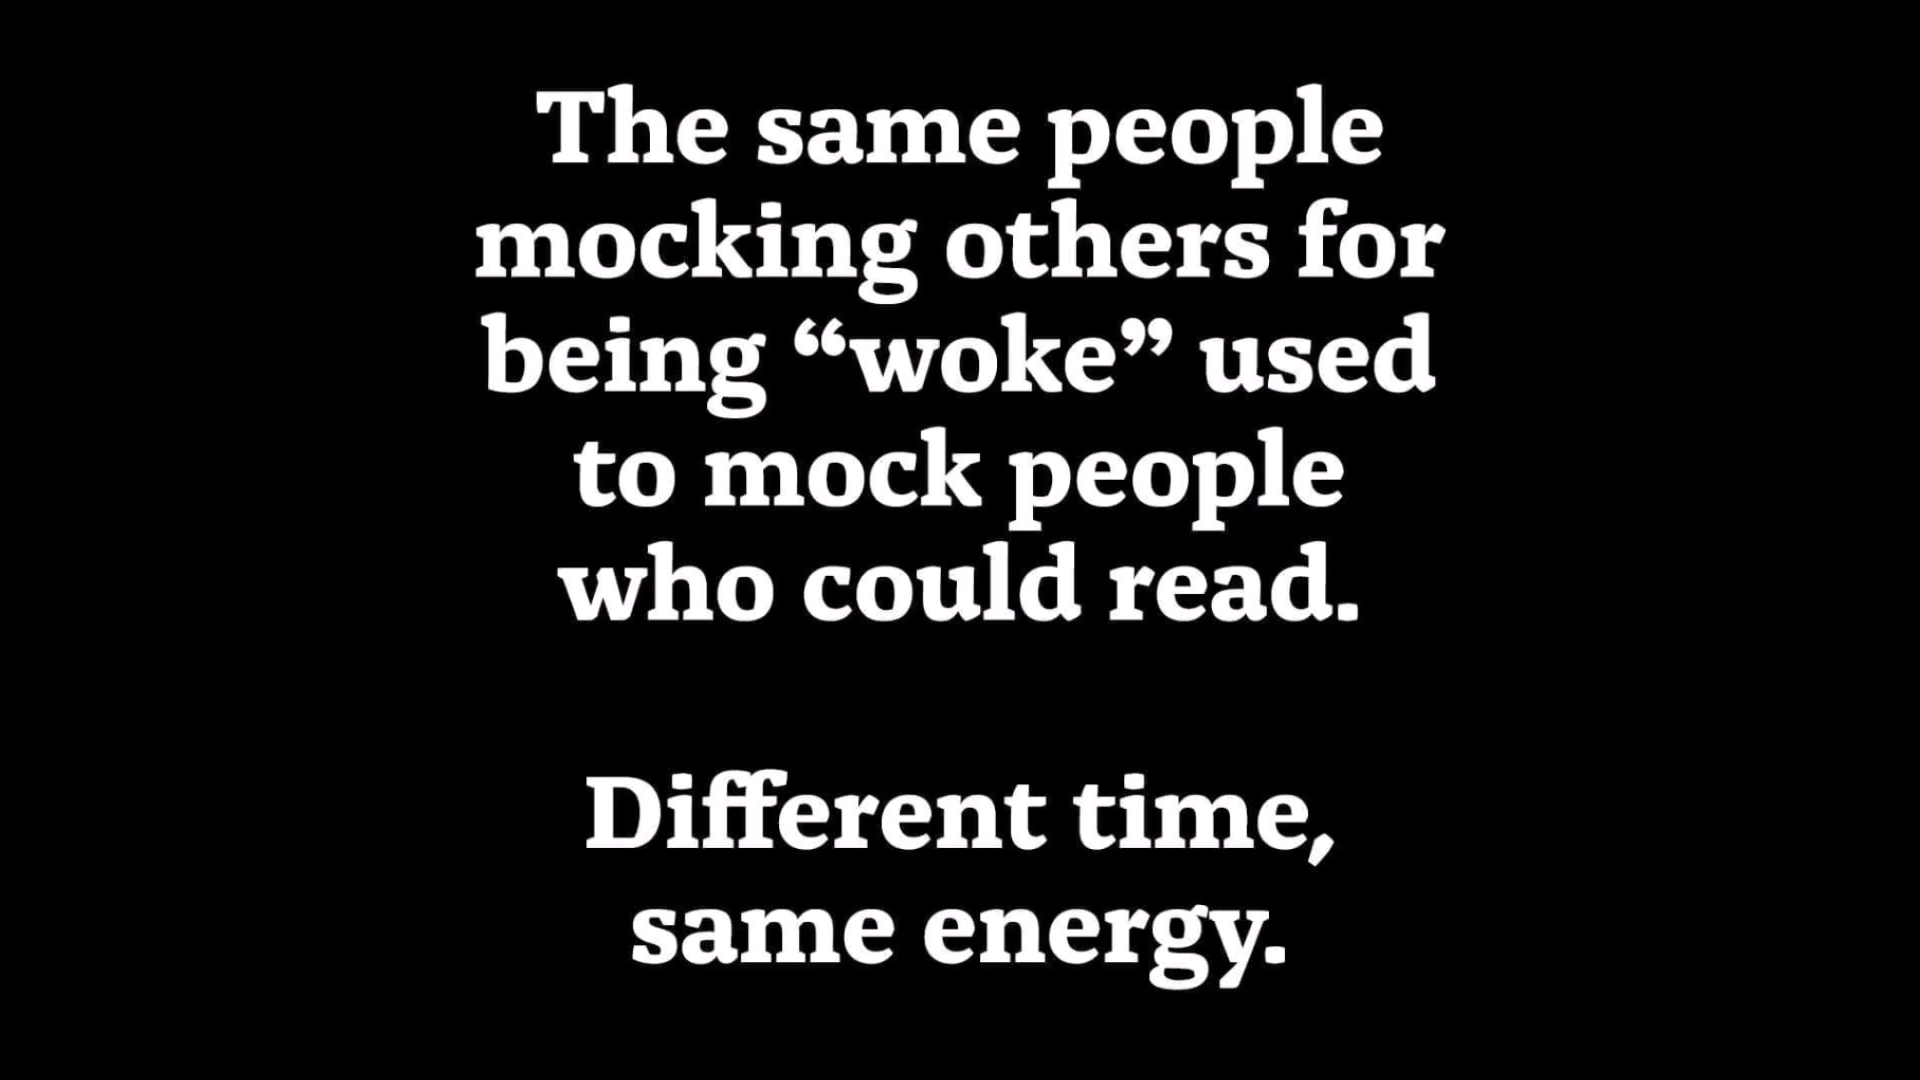 The same people
mocking others for
being “woke” used
to mock people
who could read.
Different time,
same energy.